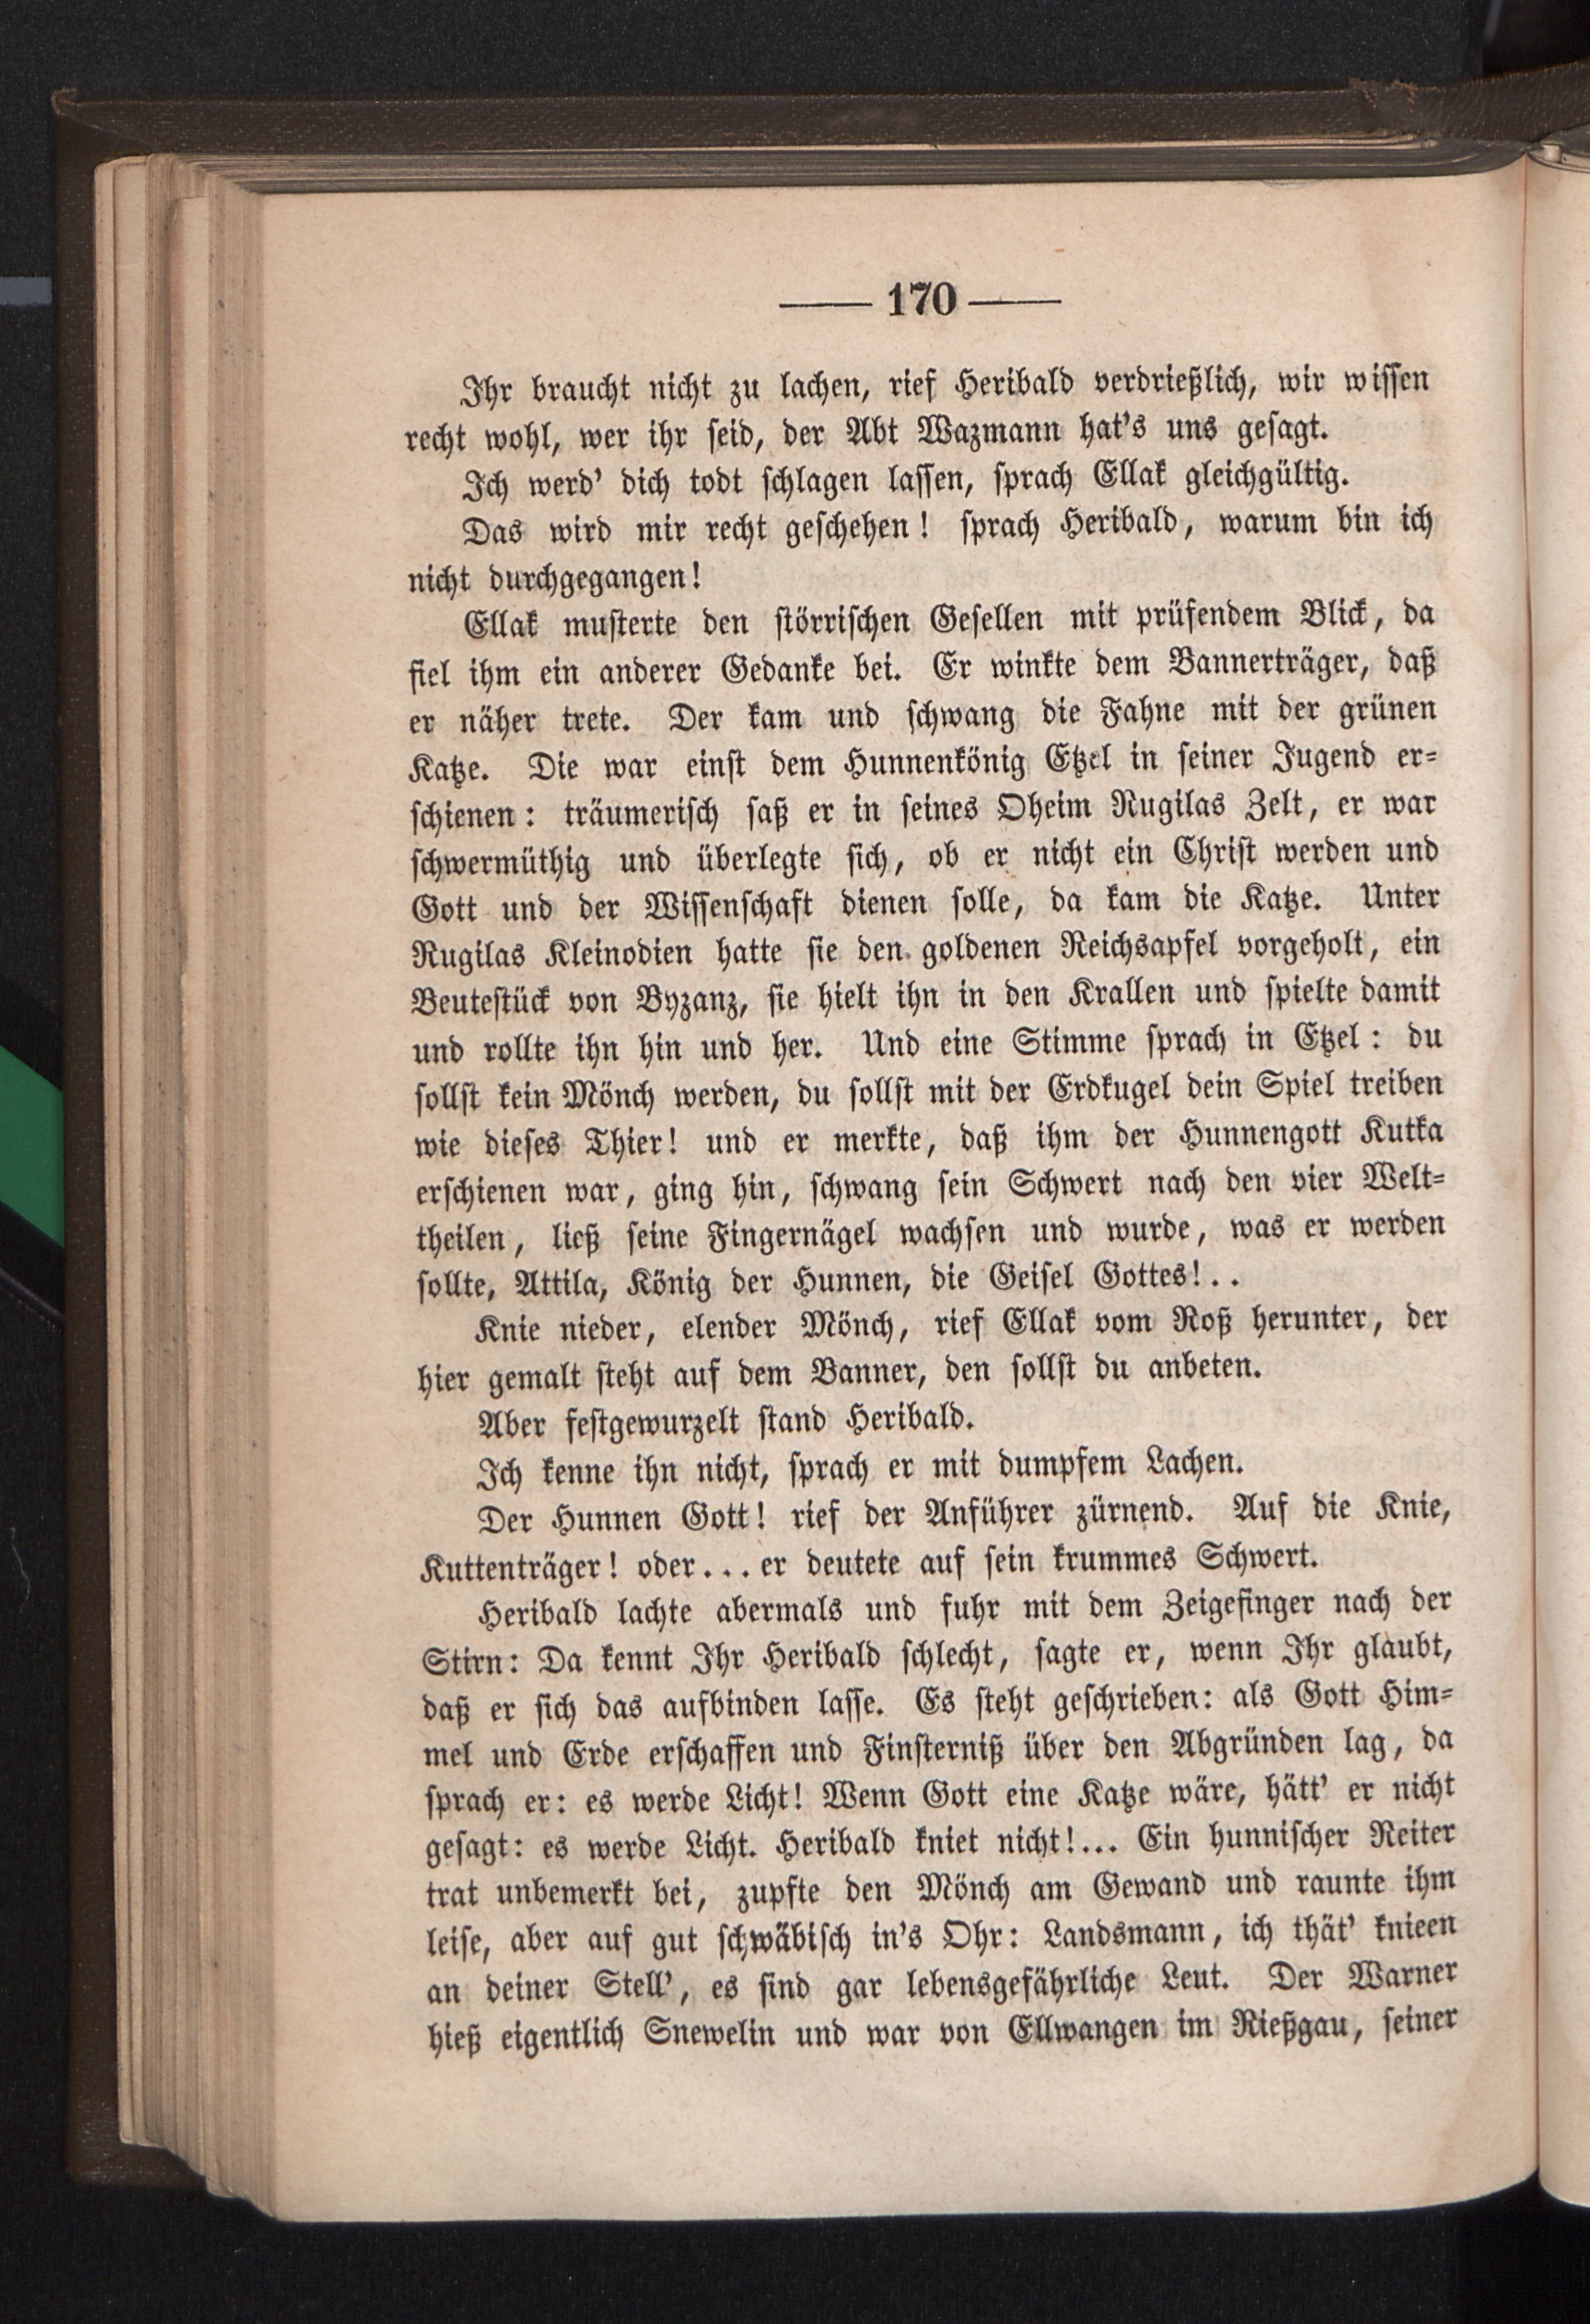 —— 170 ——
Ihr braucht nicht zu lachen, rief Heribald verdrießlich, wir wissen
recht wohl, wer ihr seid, der Abt Wazmann hat's uns gesagt.
Ich werd' dich todt schlagen lassen, sprach Ellak gleichgültig.
Das wird mir recht geschehen! sprach Heribald, warum bin ich
nicht durchgegangen!
Ellak musterte den störrischen Gesellen mit prüfendem Blick, da
fiel ihm ein anderer Gedanke bei. Er winkte dem Bannerträger, daß
er näher trete. Der kam und schwang die Fahne mit der grünen
Katze. Die war einst dem Hunnenkönig Etzel in seiner Jugend er-
schienen: träumerisch saß er in seines Oheim Rugilas Zelt, er war
schwermüthig und überlegte sich, ob er nicht ein Christ werden und
Gott und der Wissenschaft dienen solle, da kam die Katze. Unter
Rugilas Kleinodien hatte sie den goldenen Reichsapfel vorgeholt, ein
Beutestück von Byzanz, sie hielt ihn in den Krallen und spielte damit
und rollte ihn hin und her. Und eine Stimme sprach in Etzel: du
sollst kein Mönch werden, du sollst mit der Erdkugel dein Spiel treiben
wie dieses Thier! und er merkte, daß ihm der Hunnengott Kutka
erschienen war, ging hin, schwang sein Schwert nach den vier Welt-
theilen, ließ seine Fingernägel wachsen und wurde, was er werden
sollte, Attila, König der Hunnen, die Geisel Gottes!..
Knie nieder, elender Mönch, rief Ellak vom Roß herunter, der
hier gemalt steht auf dem Banner, den sollst du anbeten.
Aber festgewurzelt stand Heribald.
Ich kenne ihn nicht, sprach er mit dumpfem Lachen.
Der Hunnen Gott! rief der Anführer zürnend. Auf die Knie,
Kuttenträger! oder... er deutete auf sein krummes Schwert.
Heribald lachte abermals und fuhr mit dem Zeigefinger nach der
Stirn: Da kennt Ihr Heribald schlecht, sagte er, wenn Ihr glaubt,
daß er sich das aufbinden lasse. Es steht geschrieben: als Gott Him-
mel und Erde erschaffen und Finsterniß über den Abgründen lag, da
sprach er: es werde Licht! Wenn Gott eine Katze wäre, hätt' er nicht
gesagt: es werde Licht. Heribald kniet nicht!... Ein hunnischer Reiter
trat unbemerkt bei, zupfte den Mönch am Gewand und raunte ihm
leise, aber auf gut schwäbisch in's Ohr: Landsmann, ich thät' knieen
an deiner Stell', es sind gar lebensgefährliche Leut. Der Warner
hieß eigentlich Snewelin und war von Ellwangen im Rießgau, seiner